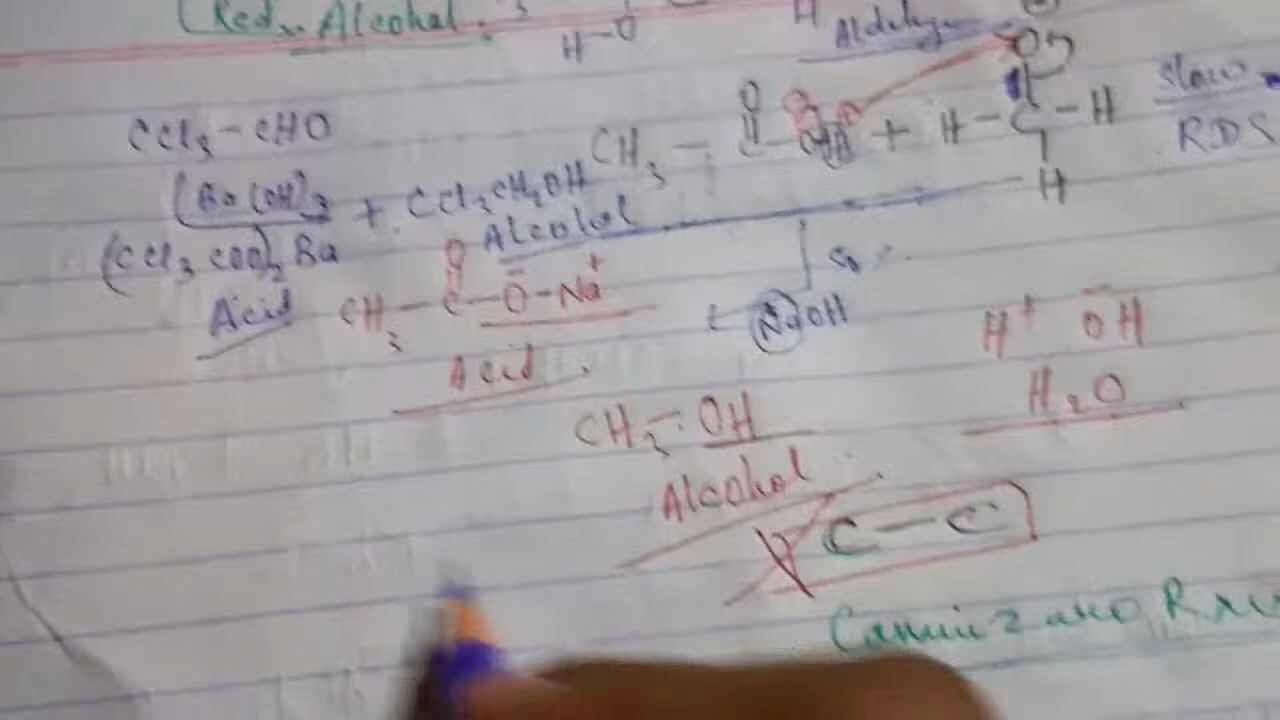 (Redx Alcohol.
H-O
H
Aldehyde
CCl3 - CHO
CH3 - C - OH + H - C - H
O
O
H
slow
RDS
(Ba(OH)2 + CCl3CH2OH
Alcohol
(CCl3COO)2Ba
Acid
O
CH3 - C - O - Na
- +
Acid.
NaOH
CH3-OH
Alcohol
H+ OH-
H2O
C - C
Cannizzaro Rxn